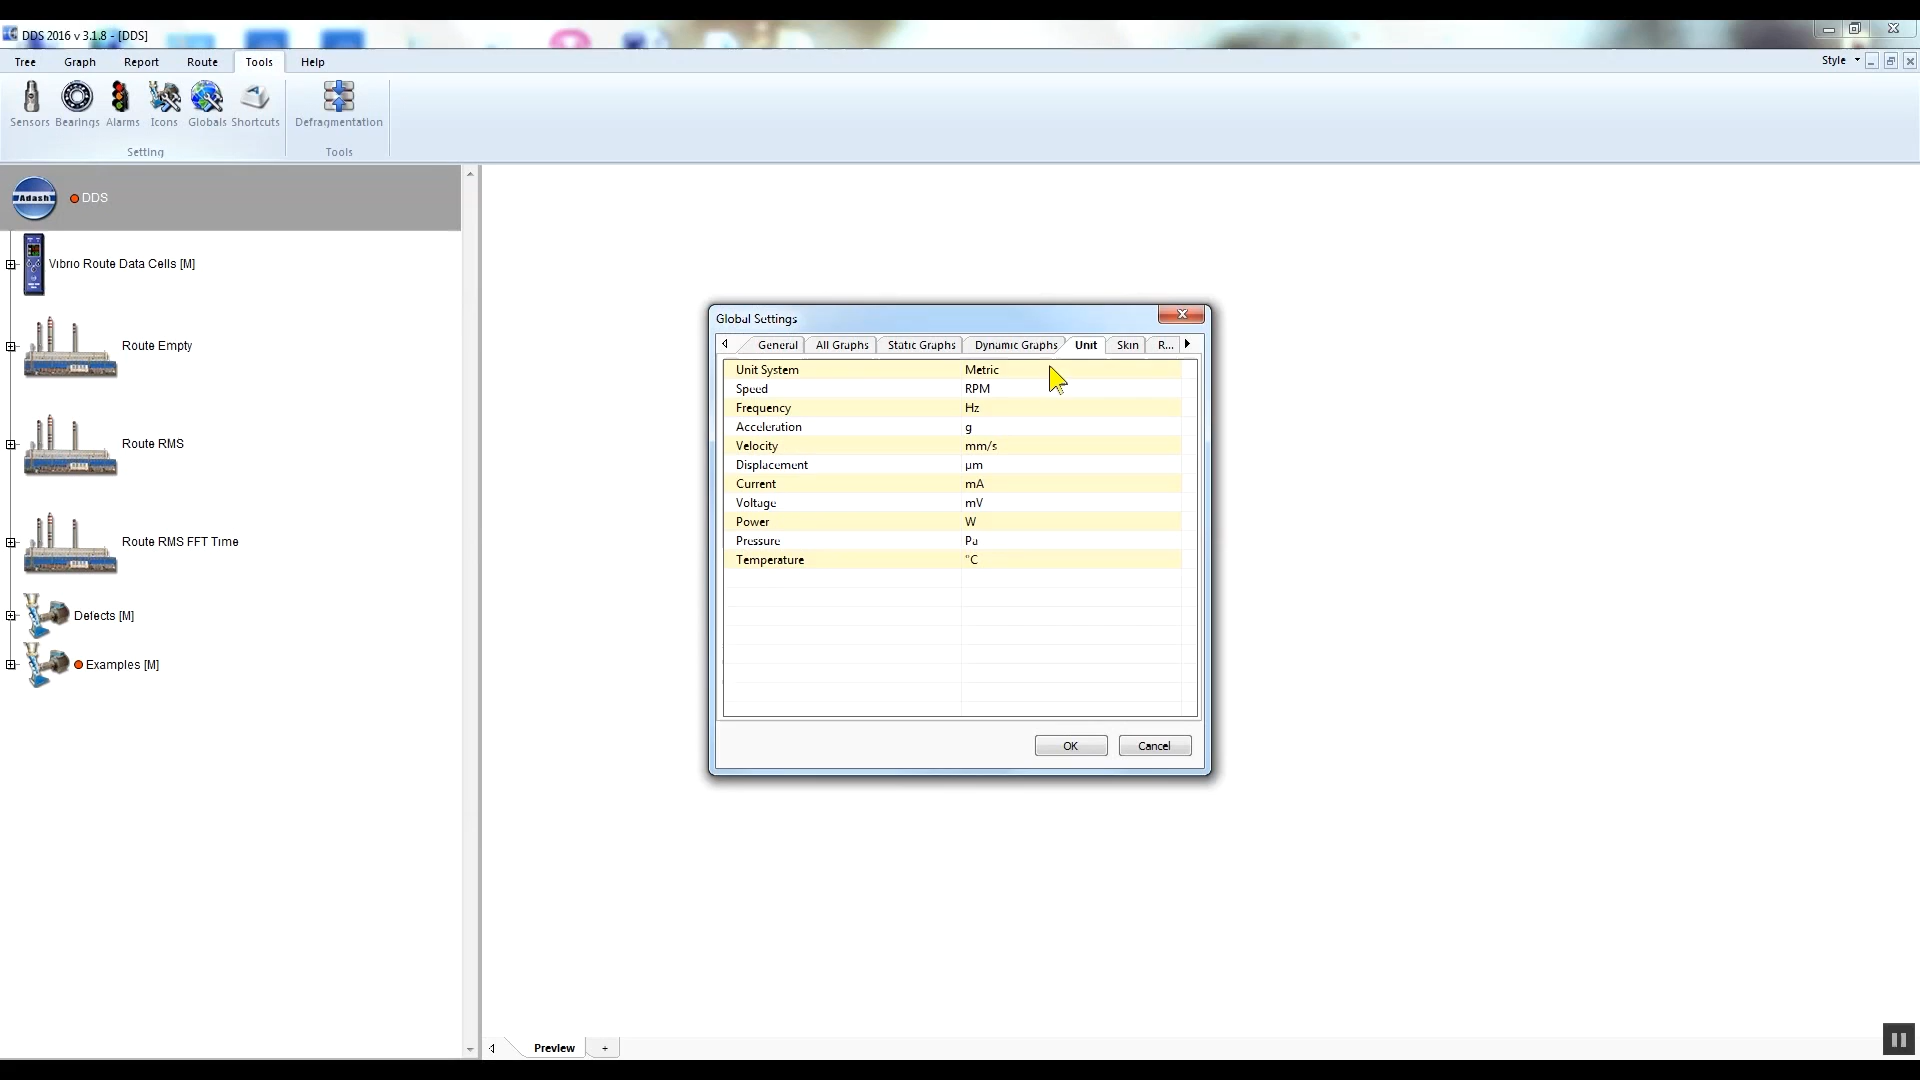 DDS 2016 v 3.1.8 - [DDS]
Tree Graph Report Route Tools Help Style
Sensors Bearings Alarms Icons Globals Shortcuts Defragmentation
Setting Tools
Adash DDS
Vibrio Route Data Cells [M]
Route Empty
Route RMS
Route RMS FFT Time
Defects [M]
Examples [M]
Global Settings
General All Graphs Static Graphs Dynamic Graphs Unit Skin R...
Unit System Metric
Speed RPM
Frequency Hz
Acceleration g
Velocity mm/s
Displacement µm
Current mA
Voltage mV
Power W
Pressure Pa
Temperature °C
OK Cancel
Preview +